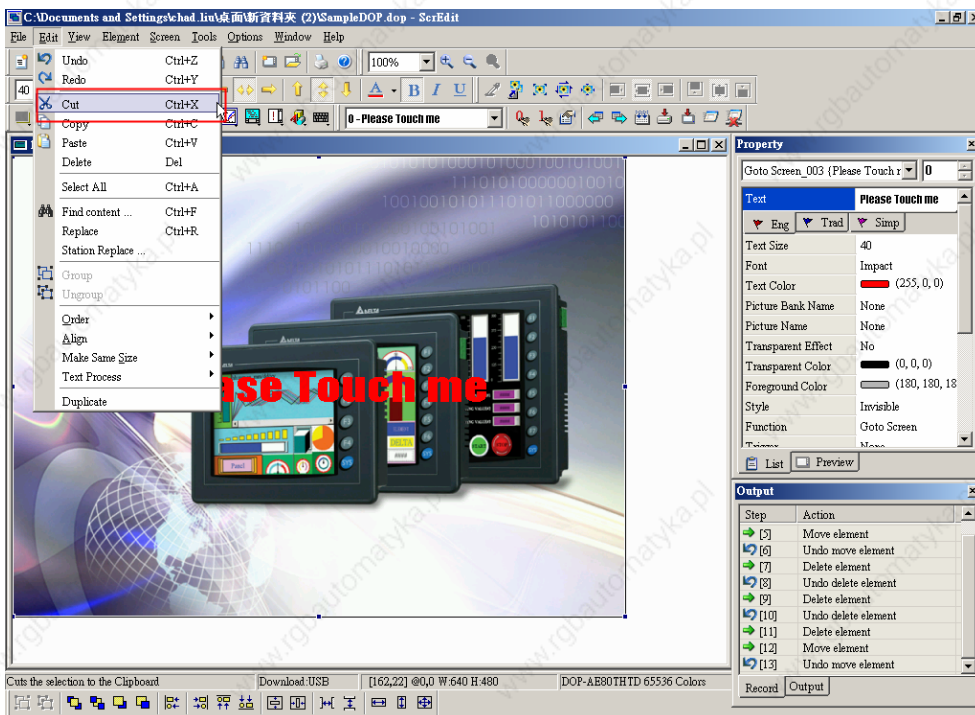 C:\Documents and Settings\chad.liu\桌面\新資料夾 (2)\SampleDOP.dop - ScrEdit
File Edit View Element Screen Tools Options Window Help
100%
40
A B I U
0 - Please Touch me
Undo Ctrl+Z
Redo Ctrl+Y
Cut Ctrl+X
Copy Ctrl+C
Paste Ctrl+V
Delete Del
Select All Ctrl+A
Find content ... Ctrl+F
Replace Ctrl+R
Station Replace ...
Group
Ungroup
Order
Align
Make Same Size
Text Process
Duplicate
ase Touch me
Property
Goto Screen_003 {Please Touch r 0
Text Please Touch me
Eng Trad Simp
Text Size 40
Font Impact
Text Color (255, 0, 0)
Picture Bank Name None
Picture Name None
Transparent Effect No
Transparent Color (0, 0, 0)
Foreground Color (180, 180, 18
Style Invisible
Function Goto Screen
Trigger None
List Preview
Output
Step Action
[5] Move element
[6] Undo move element
[7] Delete element
[8] Undo delete element
[9] Delete element
[10] Undo delete element
[11] Delete element
[12] Move element
[13] Undo move element
Record Output
Cuts the selection to the Clipboard Download:USB [162,22] @0,0 W:640 H:480 DOP-AE80THTD 65536 Colors
www.rgbautomatyka.pl